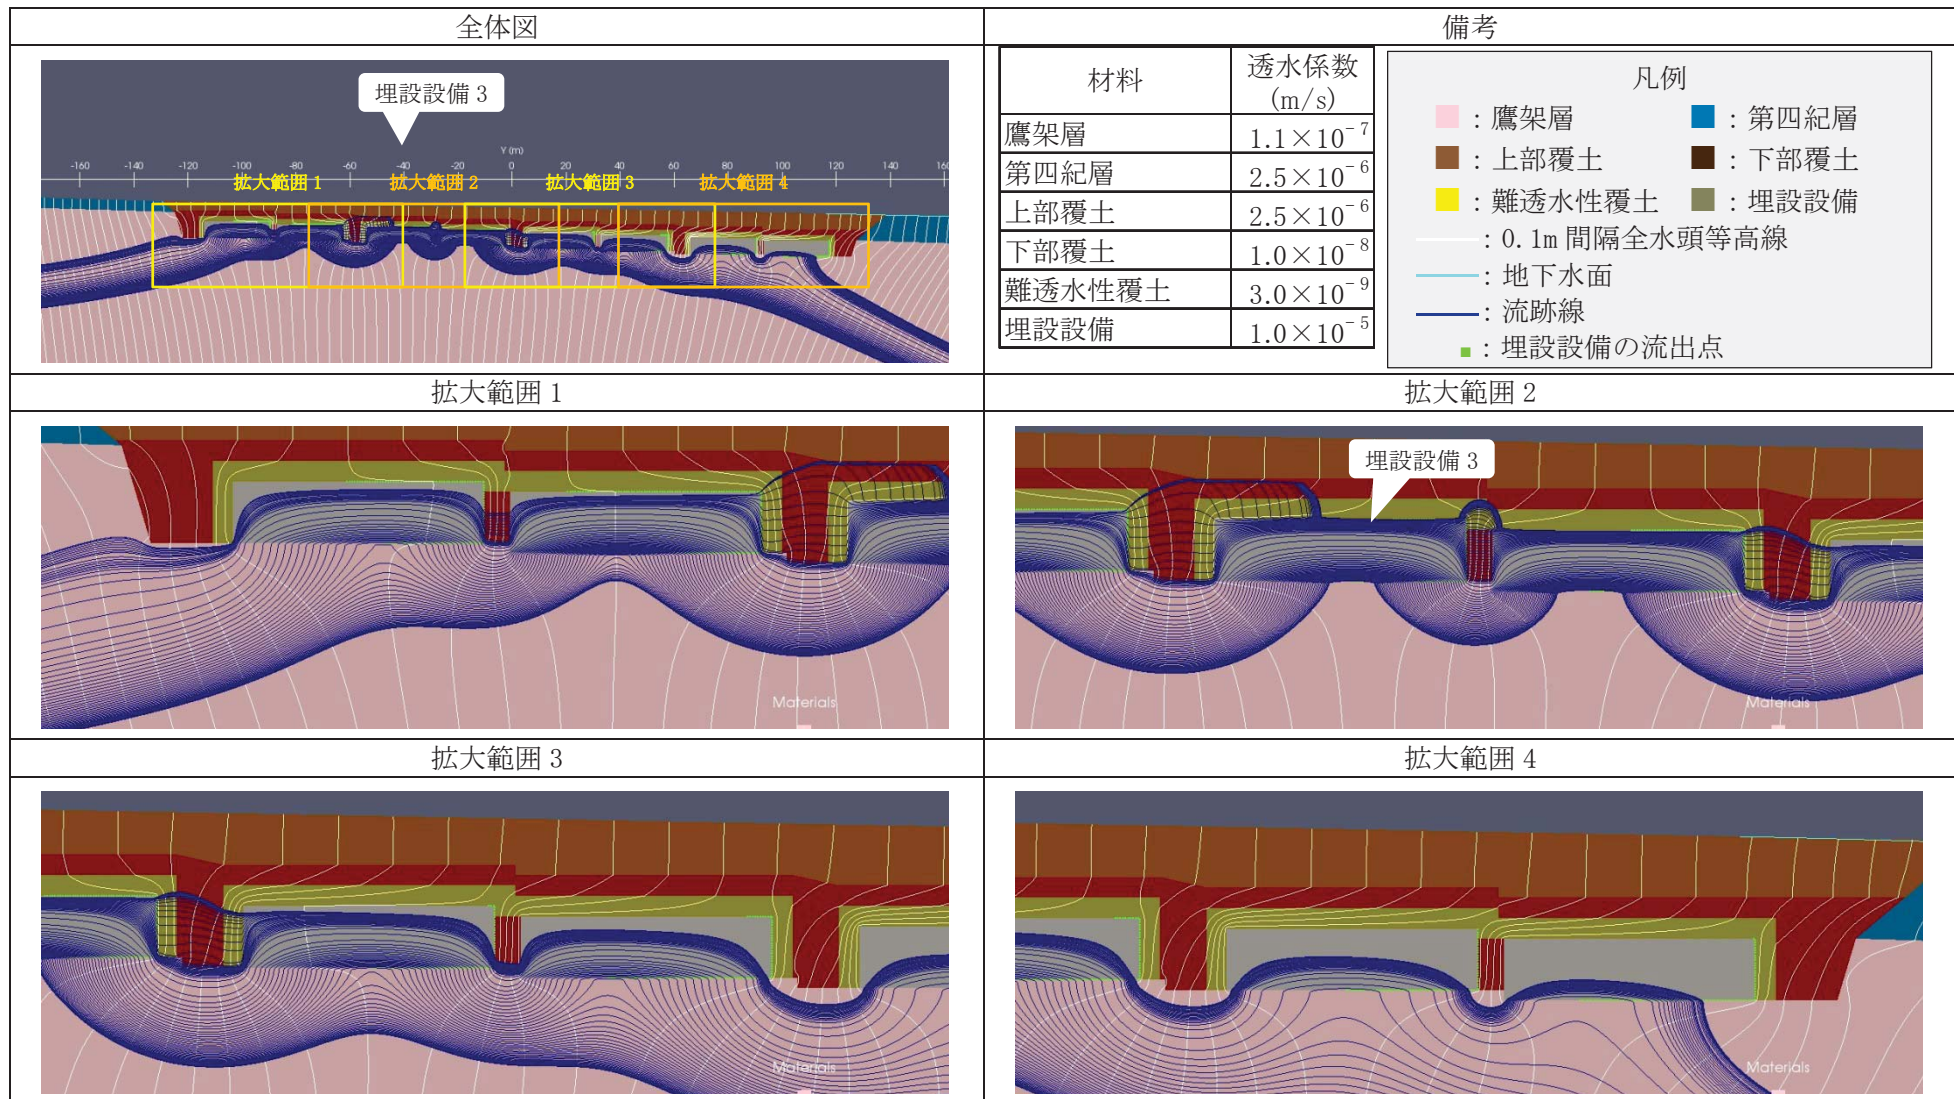 全体図
備考
埋設設備 3
Y (m)
-160 -140 -120 -100 -80 -60 -40 -20 0 20 40 60 80 100 120 140 160
拡大範囲 1 拡大範囲 2 拡大範囲 3 拡大範囲 4
材料 透水係数 (m/s)
鷹架層 1.1×10⁻⁷
第四紀層 2.5×10⁻⁶
上部覆土 2.5×10⁻⁶
下部覆土 1.0×10⁻⁸
難透水性覆土 3.0×10⁻⁹
埋設設備 1.0×10⁻⁵
凡例
：鷹架層 ：第四紀層
：上部覆土 ：下部覆土
：難透水性覆土 ：埋設設備
：0.1m 間隔全水頭等高線
：地下水面
：流跡線
：埋設設備の流出点
拡大範囲 1
拡大範囲 2
Materials
埋設設備 3
Materials
拡大範囲 3
拡大範囲 4
Materials
Materials